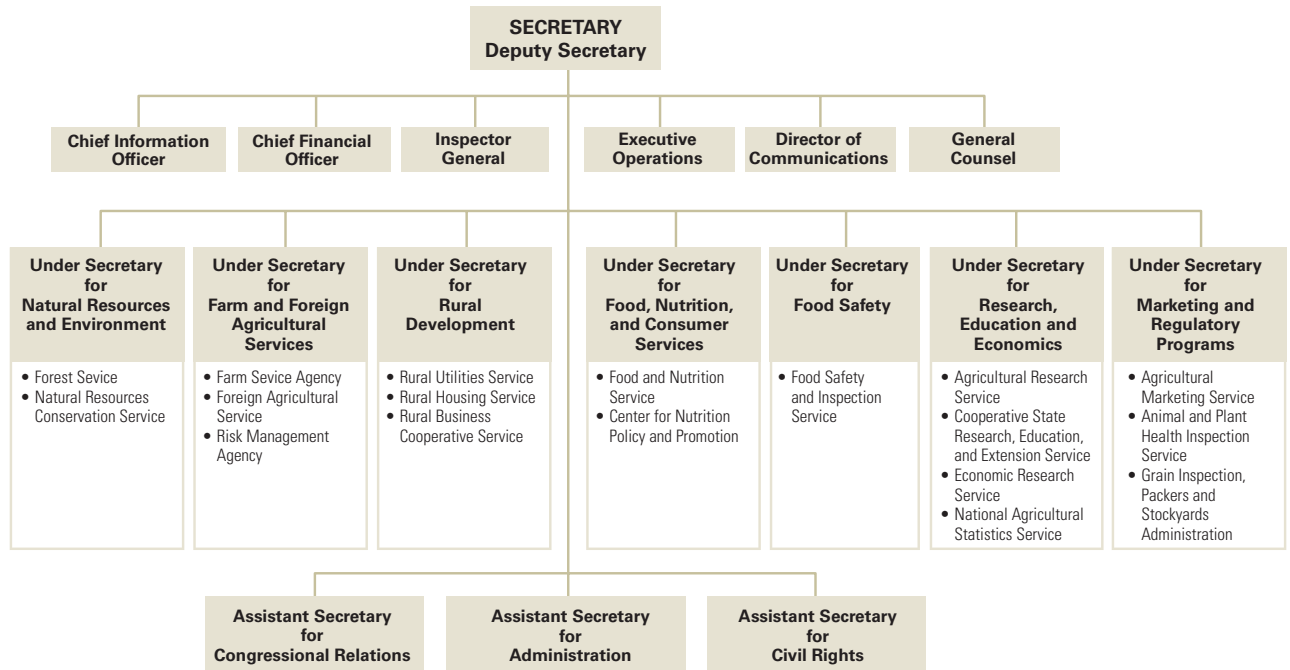 SECRETARY
Deputy Secretary
Chief Information
Officer
Chief Financial
Officer
Inspector
General
Executive
Operations
Director of
Communications
General
Counsel
Under Secretary
for
Natural Resources
and Environment
• Forest Sevice
• Natural Resources
Conservation Service
Under Secretary
for
Farm and Foreign
Agricultural
Services
• Farm Sevice Agency
• Foreign Agricultural
Service
• Risk Management
Agency
Under Secretary
for
Rural
Development
• Rural Utilities Service
• Rural Housing Service
• Rural Business
Cooperative Service
Under Secretary
for
Food, Nutrition,
and Consumer
Services
• Food and Nutrition
Service
• Center for Nutrition
Policy and Promotion
Under Secretary
for
Food Safety
• Food Safety
and Inspection
Service
Under Secretary
for
Research,
Education and
Economics
• Agricultural Research
Service
• Cooperative State
Research, Education,
and Extension Service
• Economic Research
Service
• National Agricultural
Statistics Service
Under Secretary
for
Marketing and
Regulatory
Programs
• Agricultural
Marketing Service
• Animal and Plant
Health Inspection
Service
• Grain Inspection,
Packers and
Stockyards
Administration
Assistant Secretary
for
Congressional Relations
Assistant Secretary
for
Administration
Assistant Secretary
for
Civil Rights